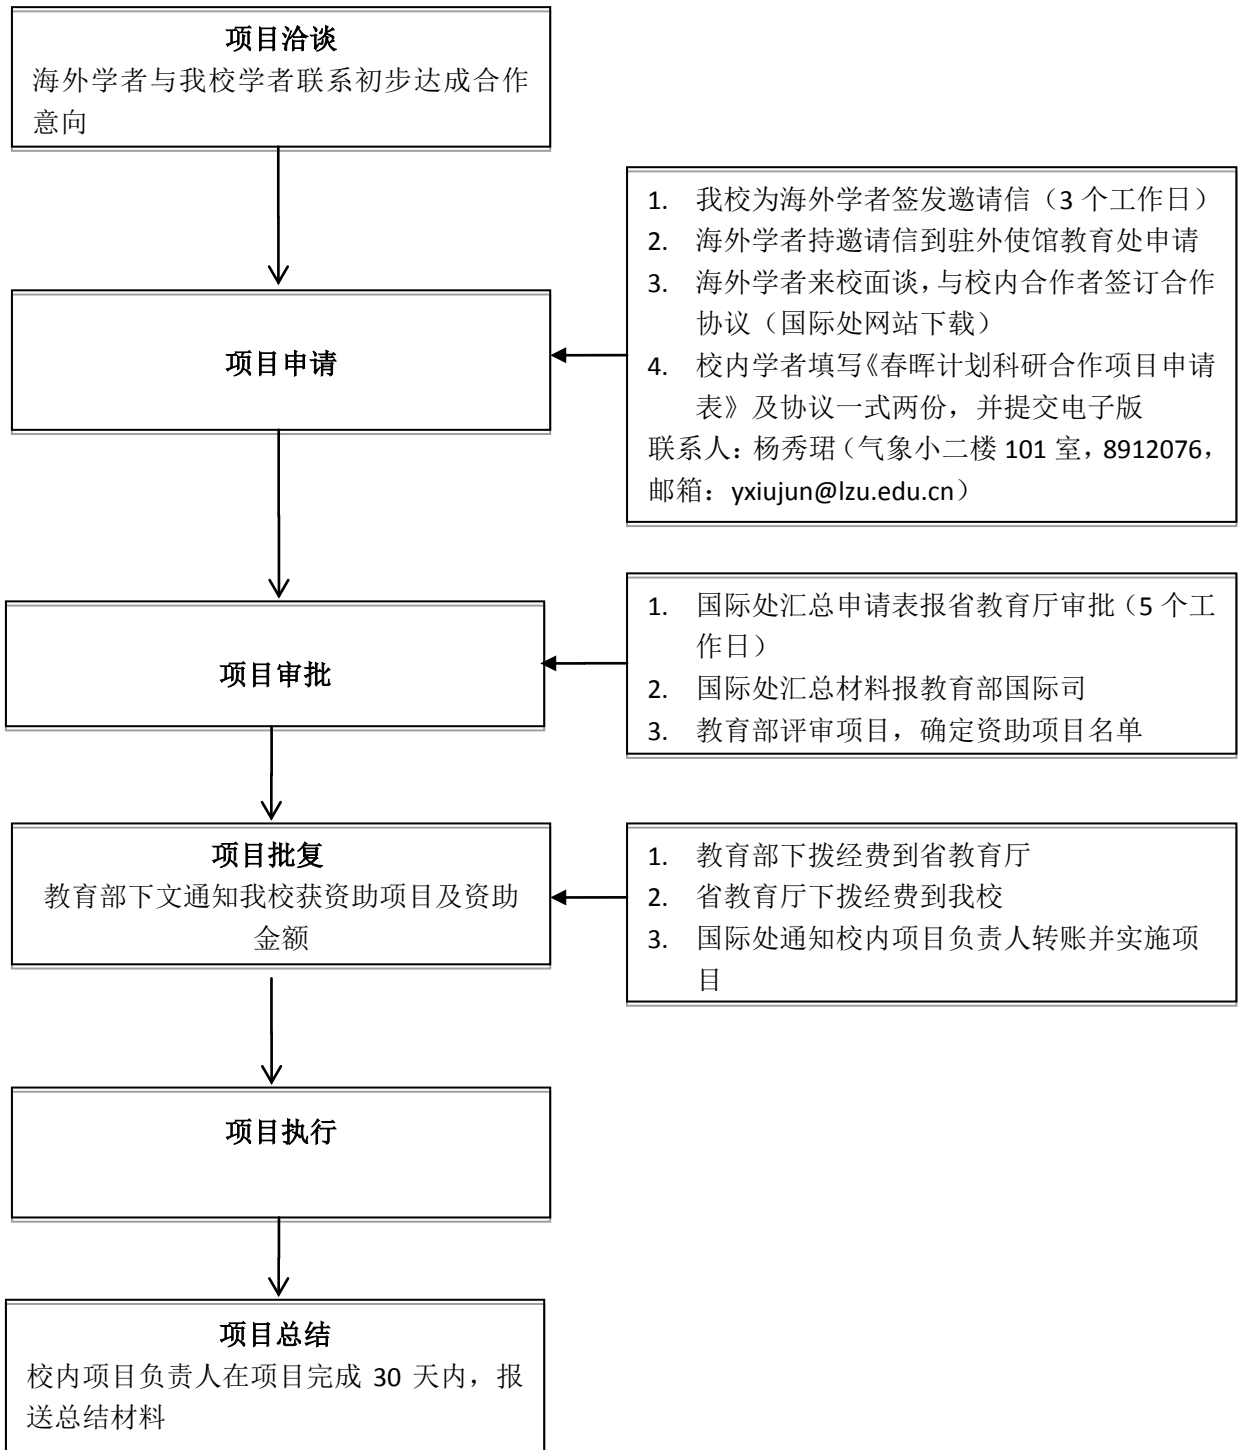 项目洽谈
海外学者与我校学者联系初步达成合作
意向
1. 我校为海外学者签发邀请信（3 个工作日）
2. 海外学者持邀请信到驻外使馆教育处申请
3. 海外学者来校面谈，与校内合作者签订合作
协议（国际处网站下载）
4. 校内学者填写《春晖计划科研合作项目申请
表》及协议一式两份，并提交电子版
联系人：杨秀珺（气象小二楼 101 室，8912076，
邮箱：yxiujun@lzu.edu.cn）
项目申请
1. 国际处汇总申请表报省教育厅审批（5 个工
作日）
2. 国际处汇总材料报教育部国际司
3. 教育部评审项目，确定资助项目名单
项目审批
项目批复
教育部下文通知我校获资助项目及资助
金额
1. 教育部下拨经费到省教育厅
2. 省教育厅下拨经费到我校
3. 国际处通知校内项目负责人转账并实施项
目
项目执行
项目总结
校内项目负责人在项目完成 30 天内，报
送总结材料